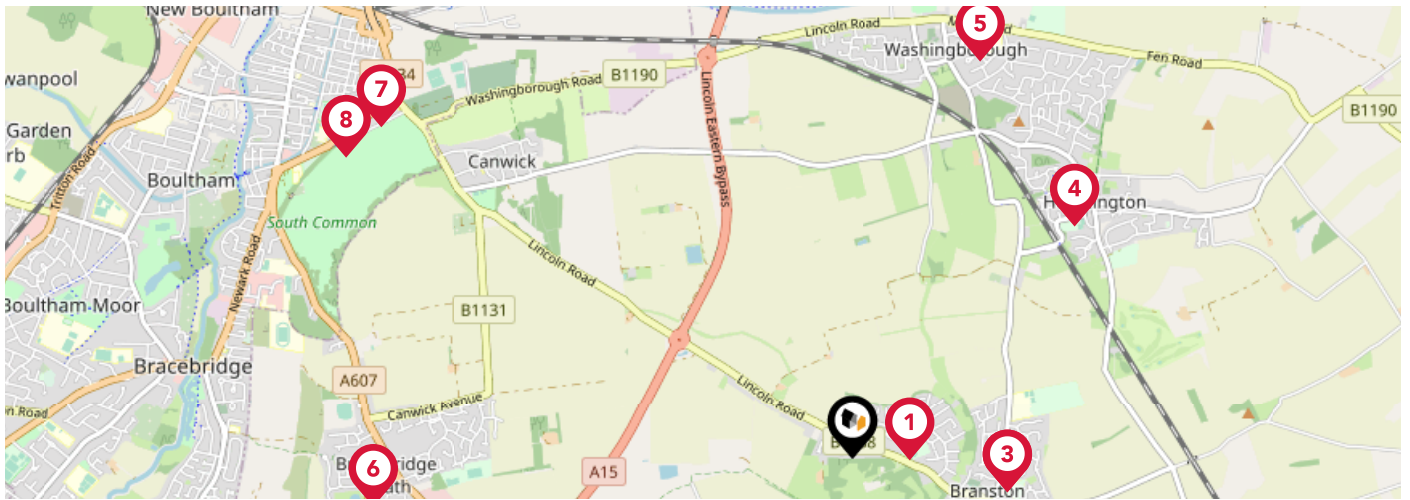 New Boultham
Lincoln Road
5
Washingborough
Fen Road
B1190
7
Washingborough Road
8
Lincoln Eastern Bypass
B1190
Garden
Tritton Road
Canwick
Boultham
4
South Common
Newark Road
Lincoln Road
Boultham Moor
B1131
Bracebridge
A607
Lincoln Road
Canwick Avenue
1
3
6
A15
Branston